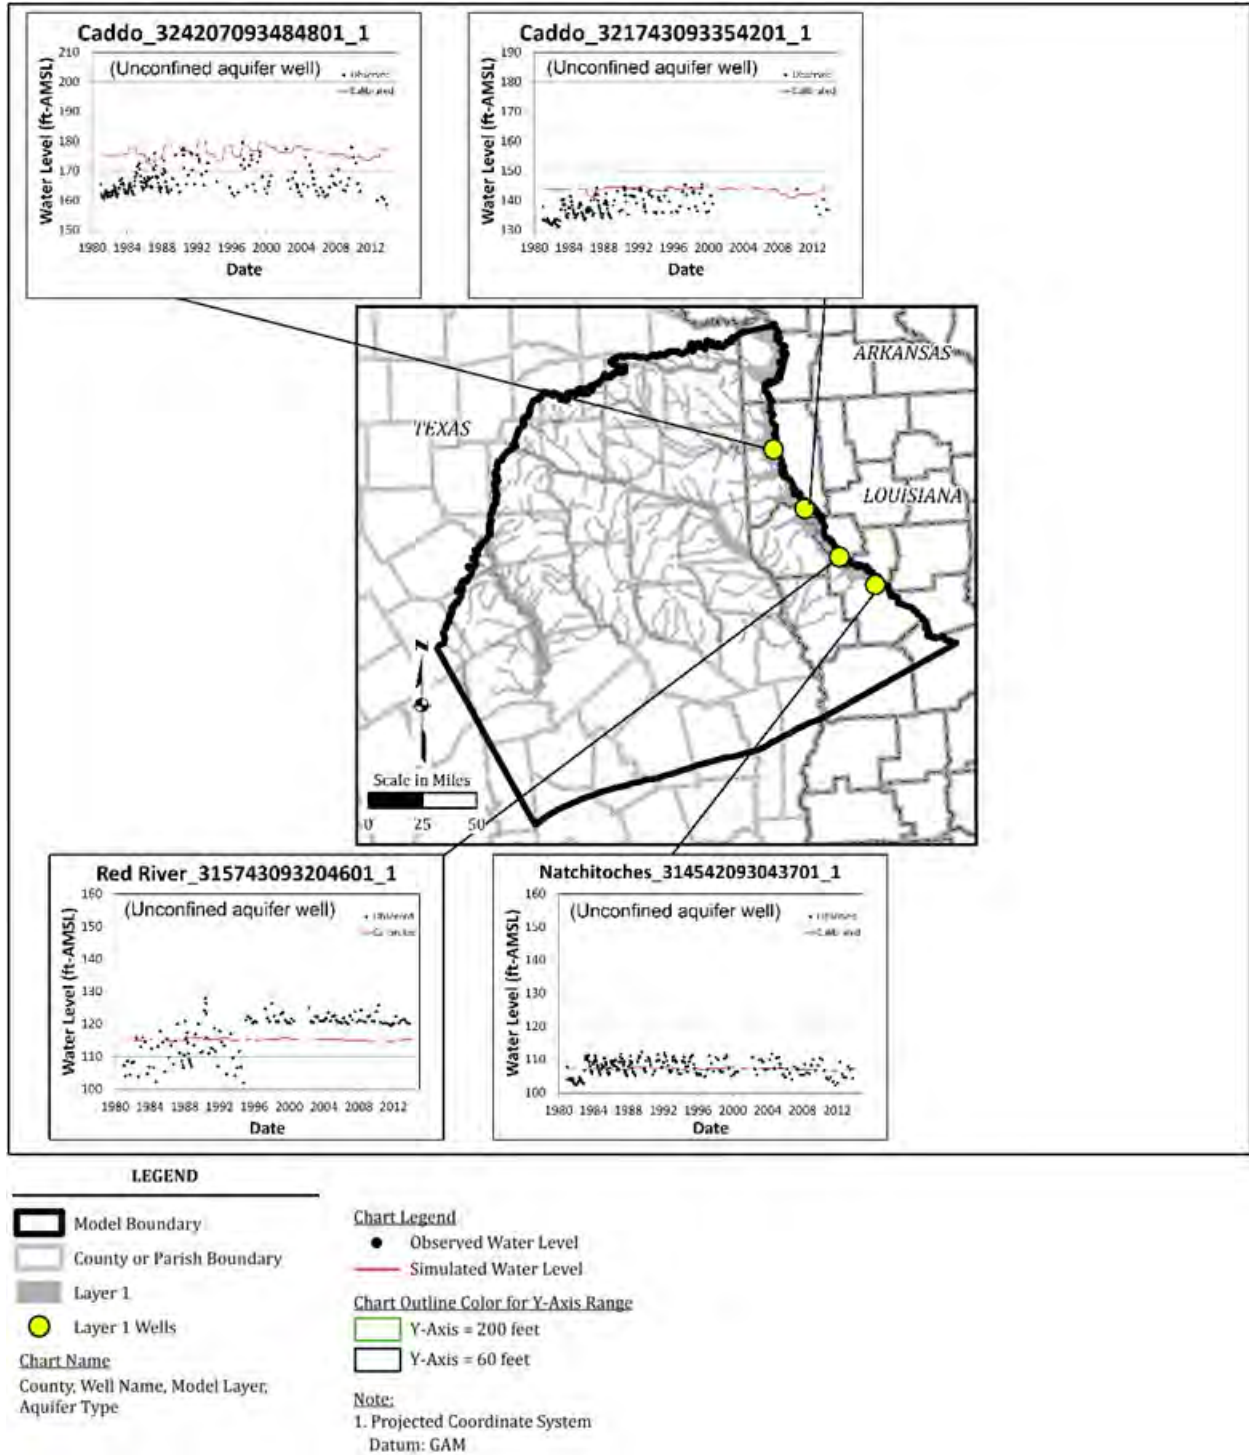 Caddo_324207093484801_1
(Unconfined aquifer well)
Observed
Calibrated
Water Level (ft-AMSL)
210
200
190
180
170
160
150
1980 1984 1988 1992 1996 2000 2004 2008 2012
Date
Caddo_321743093354201_1
(Unconfined aquifer well)
Observed
Calibrated
Water Level (ft-AMSL)
190
180
170
160
150
140
130
1980 1984 1988 1992 1996 2000 2004 2008 2012
Date
ARKANSAS
TEXAS
LOUISIANA
Z
Scale in Miles
0 25 50
Red River_315743093204601_1
(Unconfined aquifer well)
Observed
Water Level (ft-AMSL)
160
150
140
130
120
110
100
1980 1984 1988 1992 1996 2000 2004 2008 2012
Date
Natchitoches_314542093043701_1
(Unconfined aquifer well)
Observed
Calibrated
Water Level (ft-AMSL)
160
150
140
130
120
110
100
1980 1984 1988 1992 1996 2000 2004 2008 2012
Date
LEGEND
Model Boundary
County or Parish Boundary
Layer 1
Layer 1 Wells
Chart Name
County, Well Name, Model Layer,
Aquifer Type
Chart Legend
Observed Water Level
Simulated Water Level
Chart Outline Color for Y-Axis Range
Y-Axis = 200 feet
Y-Axis = 60 feet
Note:
1. Projected Coordinate System
Datum: GAM